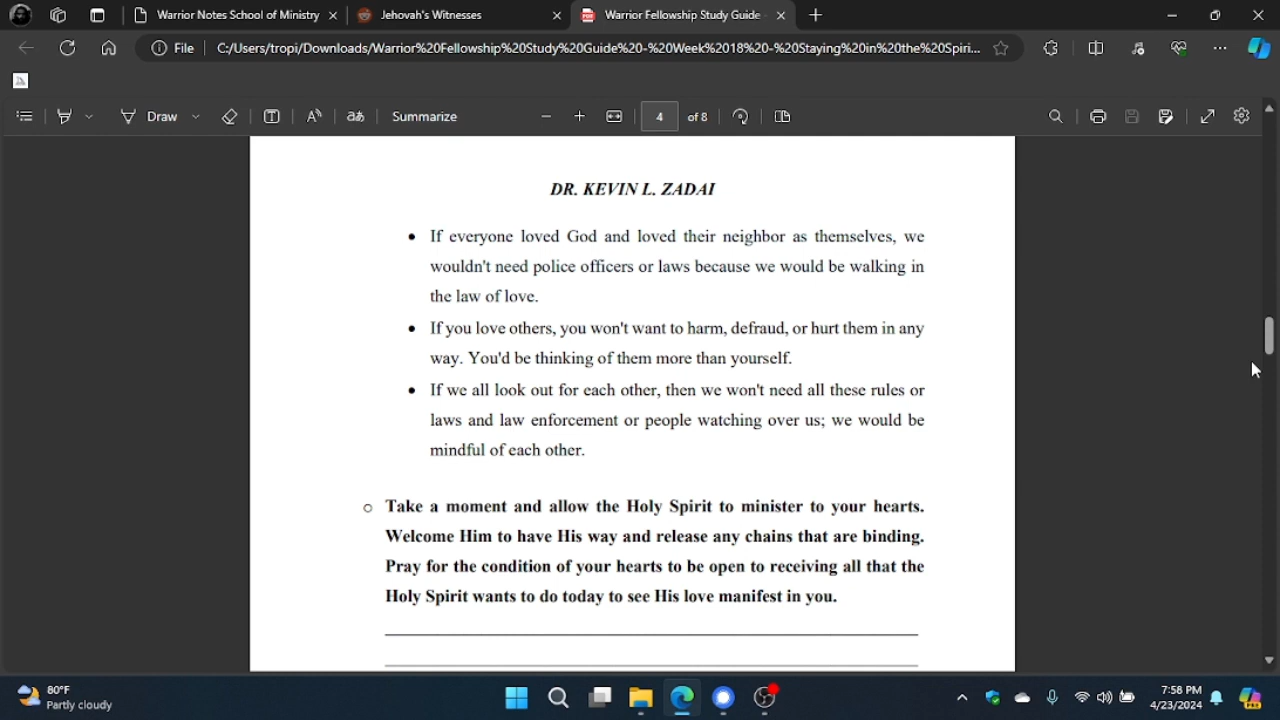 Warrior Notes School of Ministry
Jehovah's Witnesses
Warrior Fellowship Study Guide
File
C:/Users/tropi/Downloads/Warrior%20Fellowship%20Study%20Guide%20-%20Week%2018%20-%20Staying%20in%20the%20Spiri...
Draw
aあ
Summarize
4 of 8
DR. KEVIN L. ZADAI
• If everyone loved God and loved their neighbor as themselves, we
wouldn't need police officers or laws because we would be walking in
the law of love.
• If you love others, you won't want to harm, defraud, or hurt them in any
way. You'd be thinking of them more than yourself.
• If we all look out for each other, then we won't need all these rules or
laws and law enforcement or people watching over us; we would be
mindful of each other.
o Take a moment and allow the Holy Spirit to minister to your hearts.
Welcome Him to have His way and release any chains that are binding.
Pray for the condition of your hearts to be open to receiving all that the
Holy Spirit wants to do today to see His love manifest in you.
80°F
Partly cloudy
7:58 PM
4/23/2024